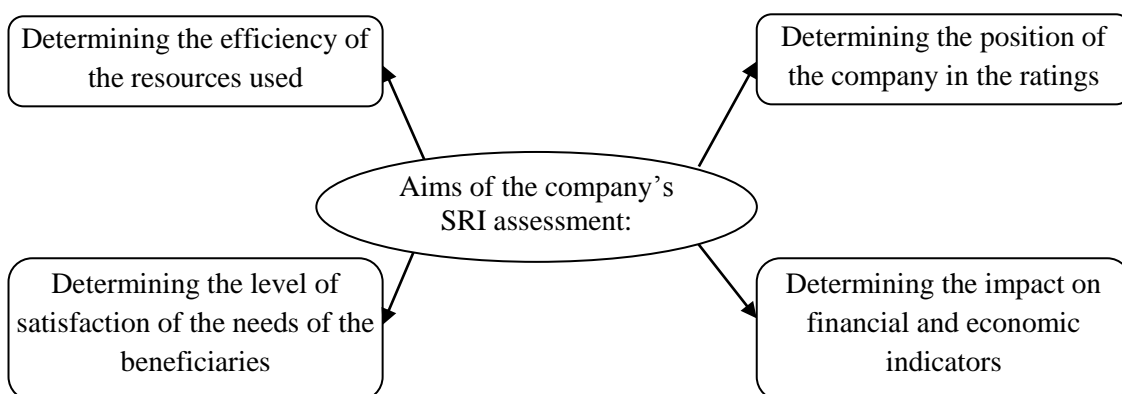 Determining the efficiency of
the resources used
Determining the position of
the company in the ratings
Aims of the company’s
SRI assessment:
Determining the level of
satisfaction of the needs of the
beneficiaries
Determining the impact on
financial and economic
indicators